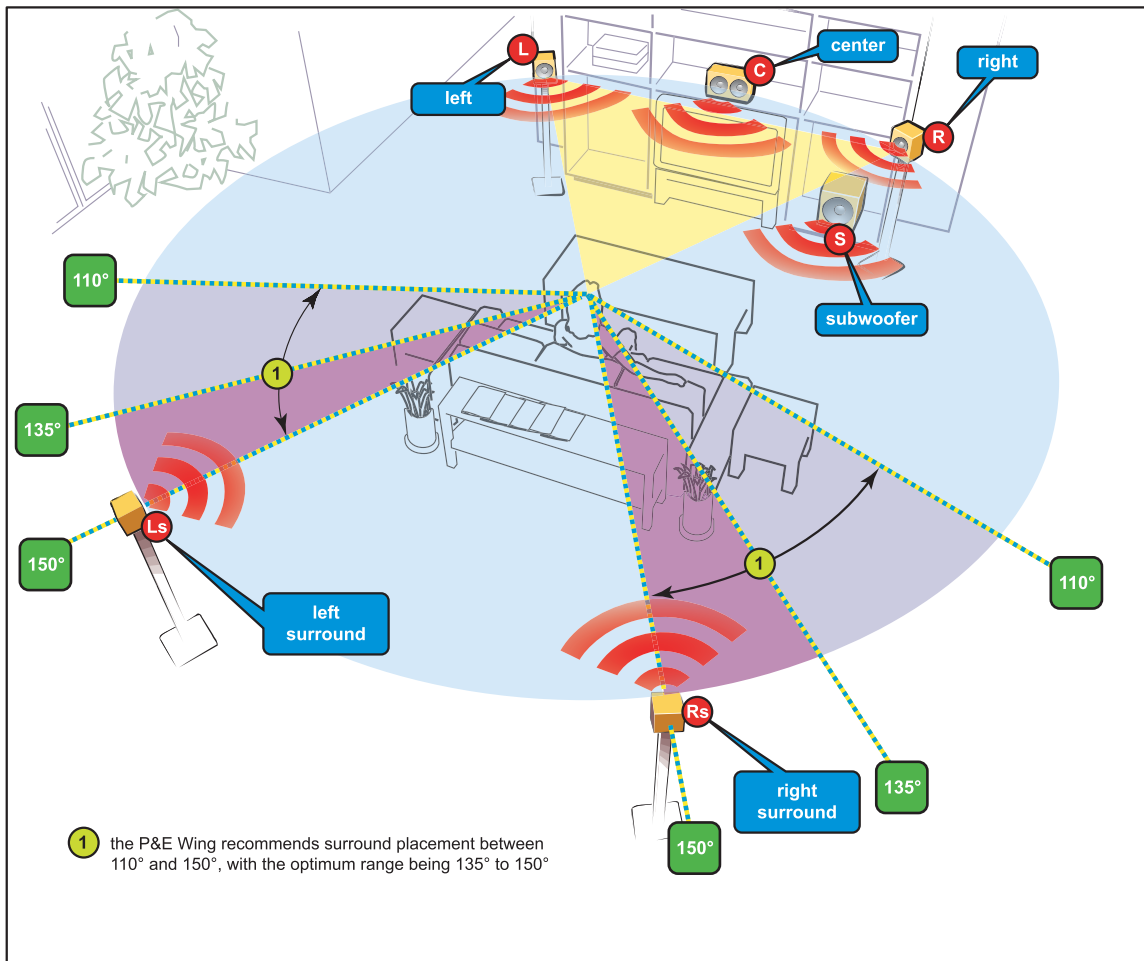 L
left
C
center
right
R
S
subwoofer
110°
1
135°
150°
Ls
left
surround
1
110°
Rs
right
surround
135°
150°
1 the P&E Wing recommends surround placement between
110° and 150°, with the optimum range being 135° to 150°